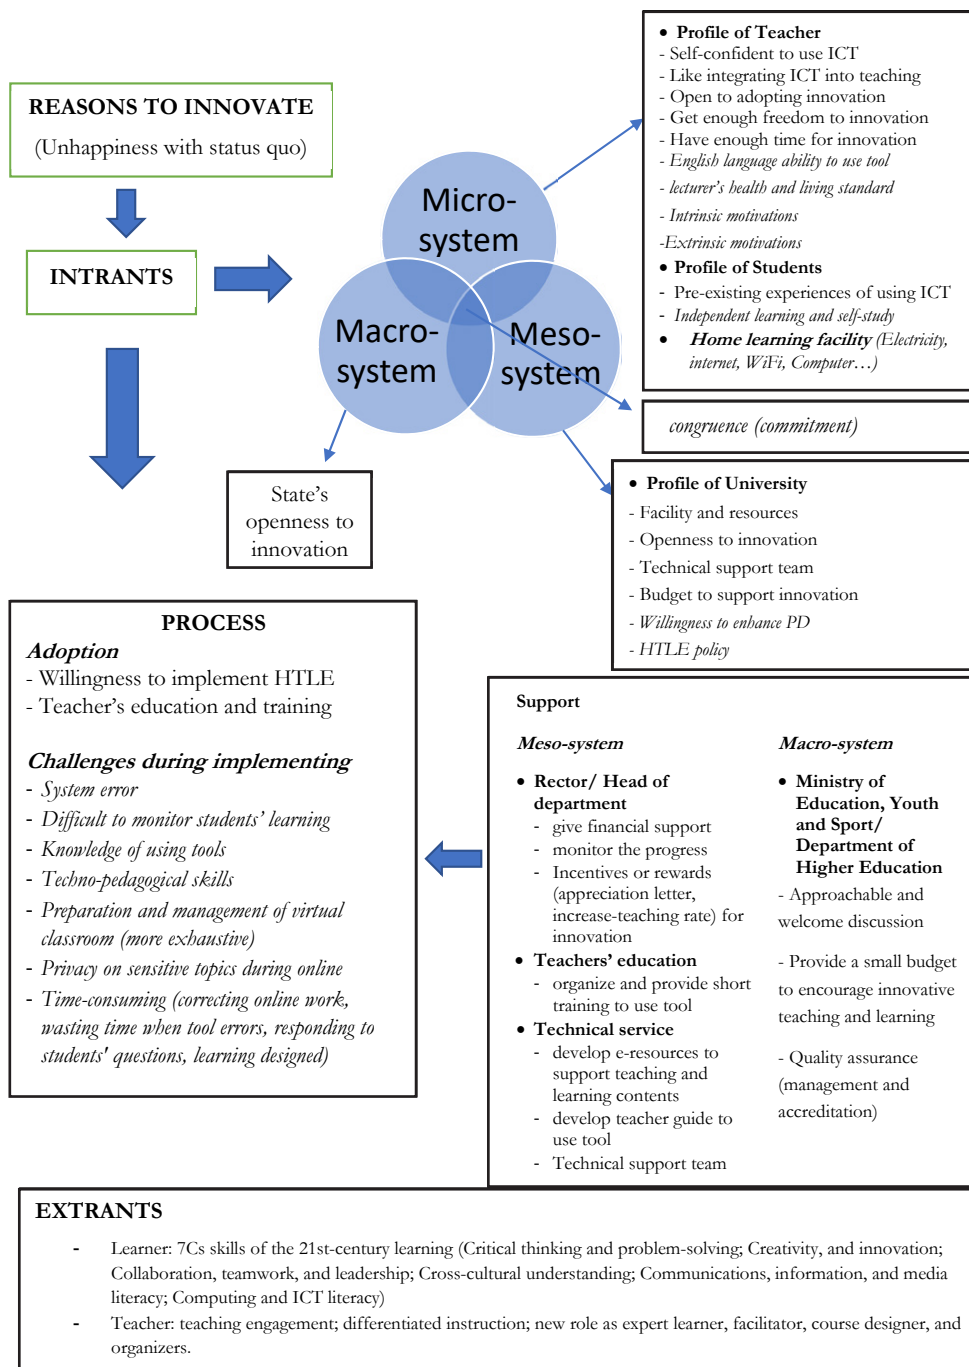 REASONS TO INNOVATE
(Unhappiness with status quo)
INTRANTS
Micro-
system
Macro-
system
Meso-
system
• Profile of Teacher
- Self-confident to use ICT
- Like integrating ICT into teaching
- Open to adopting innovation
- Get enough freedom to innovation
- Have enough time for innovation
- English language ability to use tool
- lecturer's health and living standard
- Intrinsic motivations
-Extrinsic motivations
• Profile of Students
- Pre-existing experiences of using ICT
- Independent learning and self-study
• Home learning facility (Electricity,
internet, WiFi, Computer…)
congruence (commitment)
State's
openness to
innovation
• Profile of University
- Facility and resources
- Openness to innovation
- Technical support team
- Budget to support innovation
- Willingness to enhance PD
- HTLE policy
PROCESS
Adoption
- Willingness to implement HTLE
- Teacher's education and training
Challenges during implementing
- System error
- Difficult to monitor students' learning
- Knowledge of using tools
- Techno-pedagogical skills
- Preparation and management of virtual
classroom (more exhaustive)
- Privacy on sensitive topics during online
- Time-consuming (correcting online work,
wasting time when tool errors, responding to
students' questions, learning designed)
Support
Meso-system
• Rector/ Head of
department
- give financial support
- monitor the progress
- Incentives or rewards
(appreciation letter,
increase-teaching rate) for
innovation
• Teachers' education
- organize and provide short
training to use tool
• Technical service
- develop e-resources to
support teaching and
learning contents
- develop teacher guide to
use tool
- Technical support team
Macro-system
• Ministry of
Education, Youth
and Sport/
Department of
Higher Education
- Approachable and
welcome discussion
- Provide a small budget
to encourage innovative
teaching and learning
- Quality assurance
(management and
accreditation)
EXTRANTS
- Learner: 7Cs skills of the 21st-century learning (Critical thinking and problem-solving; Creativity, and innovation;
Collaboration, teamwork, and leadership; Cross-cultural understanding; Communications, information, and media
literacy; Computing and ICT literacy)
- Teacher: teaching engagement; differentiated instruction; new role as expert learner, facilitator, course designer, and
organizers.